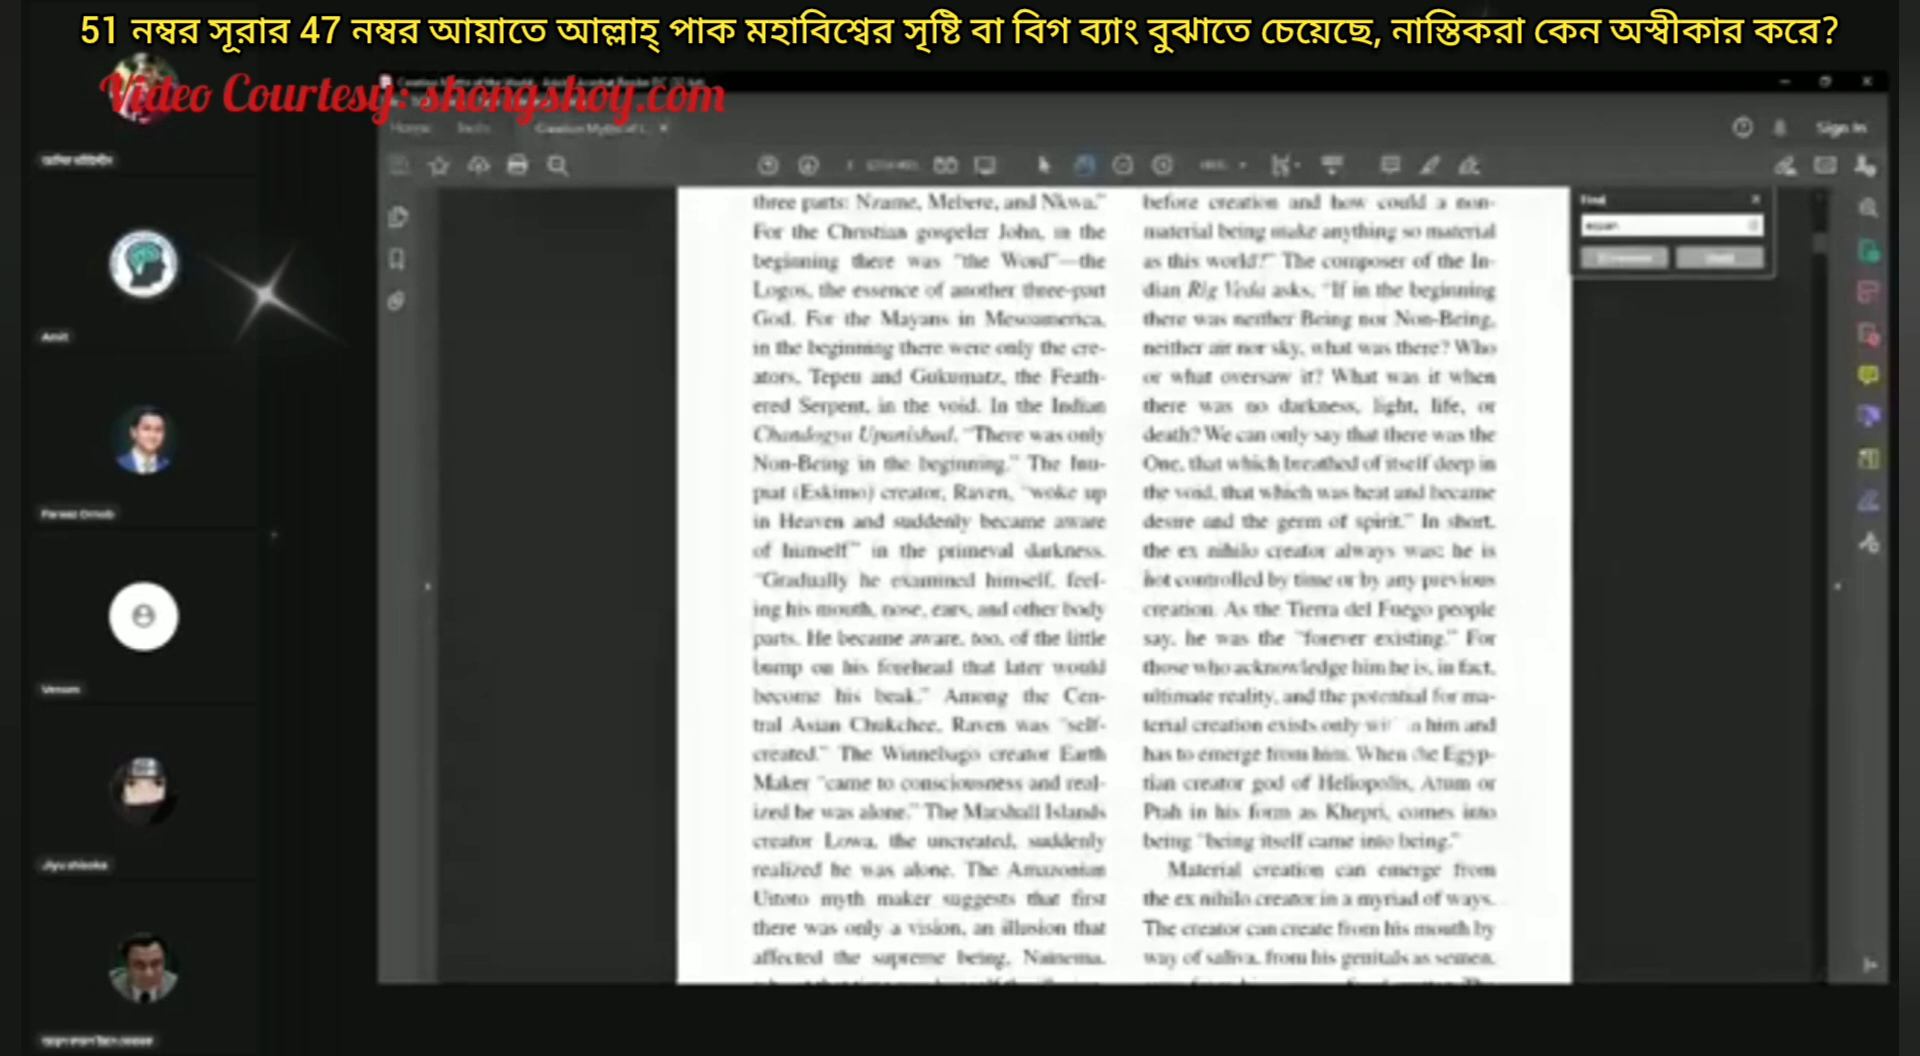 51 নম্বর সূরার 47 নম্বর আয়াতে আল্লাহ্ পাক মহাবিশ্বের সৃষ্টি বা বিগ ব্যাং বুঝাতে চেয়েছে, নাস্তিকরা কেন অস্বীকার করে?
Video Courtesy: shongshoy.com
Home
Sign In
Find
Amit
Venom
three parts: Nzame, Mebere, and Nkwa."
For the Christian gospeler John, in the
beginning there was "the Word"—the
Logos, the essence of another three-part
God. For the Mayans in Mesoamerica,
in the beginning there were only the cre-
ators, Tepeu and Gukumatz, the Feath-
ered Serpent, in the void. In the Indian
Chandogya Upanishad, "There was only
Non-Being in the beginning." The Inu-
piat (Eskimo) creator, Raven, "woke up
in Heaven and suddenly became aware
of himself" in the primeval darkness.
"Gradually he examined himself, feel-
ing his mouth, nose, ears, and other body
parts. He became aware, too, of the little
bump on his forehead that later would
become his beak." Among the Cen-
tral Asian Chukchee, Raven was "self-
created." The Winnebago creator Earth
Maker "came to consciousness and real-
ized he was alone." The Marshall Islands
creator Lowa, the uncreated, suddenly
realized he was alone. The Amazonian
Uitoto myth maker suggests that first
there was only a vision, an illusion that
affected the supreme being, Nainema,
before creation and how could a non-
material being make anything so material
as this world?" The composer of the In-
dian Rig Veda asks, "If in the beginning
there was neither Being nor Non-Being,
neither air nor sky, what was there? Who
or what oversaw it? What was it when
there was no darkness, light, life, or
death? We can only say that there was the
One, that which breathed of itself deep in
the void, that which was heat and became
desire and the germ of spirit." In short,
the ex nihilo creator always was; he is
not controlled by time or by any previous
creation. As the Tierra del Fuego people
say, he was the "forever existing." For
those who acknowledge him he is, in fact,
ultimate reality, and the potential for ma-
terial creation exists only him and
has to emerge from him. When the Egyp-
tian creator god of Heliopolis, Atum or
Ptah in his form as Khepri, comes into
being "being itself came into being."
Material creation can emerge from
the ex nihilo creator in a myriad of ways.
The creator can create from his mouth by
way of saliva, from his genitals as semen,